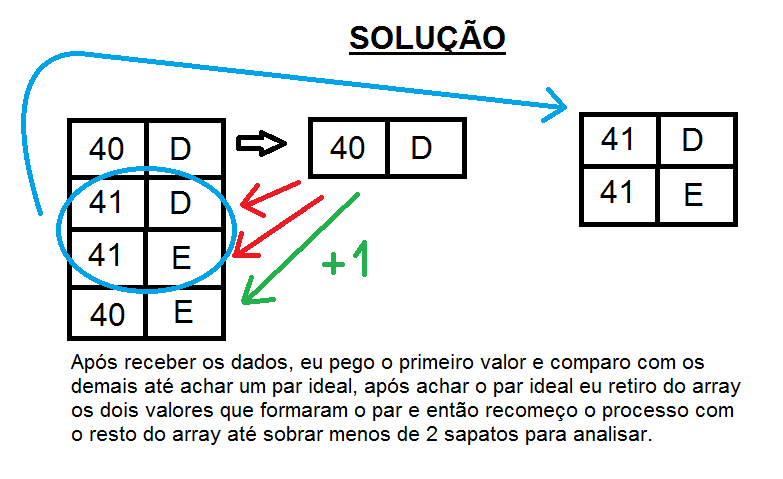 SOLUÇÃO
40 D
40 D
41 D
41 D
41 E
41 E
+1
40 E
Após receber os dados, eu pego o primeiro valor e comparo com os
demais até achar um par ideal, após achar o par ideal eu retiro do array
os dois valores que formaram o par e então recomeço o processo com
o resto do array até sobrar menos de 2 sapatos para analisar.